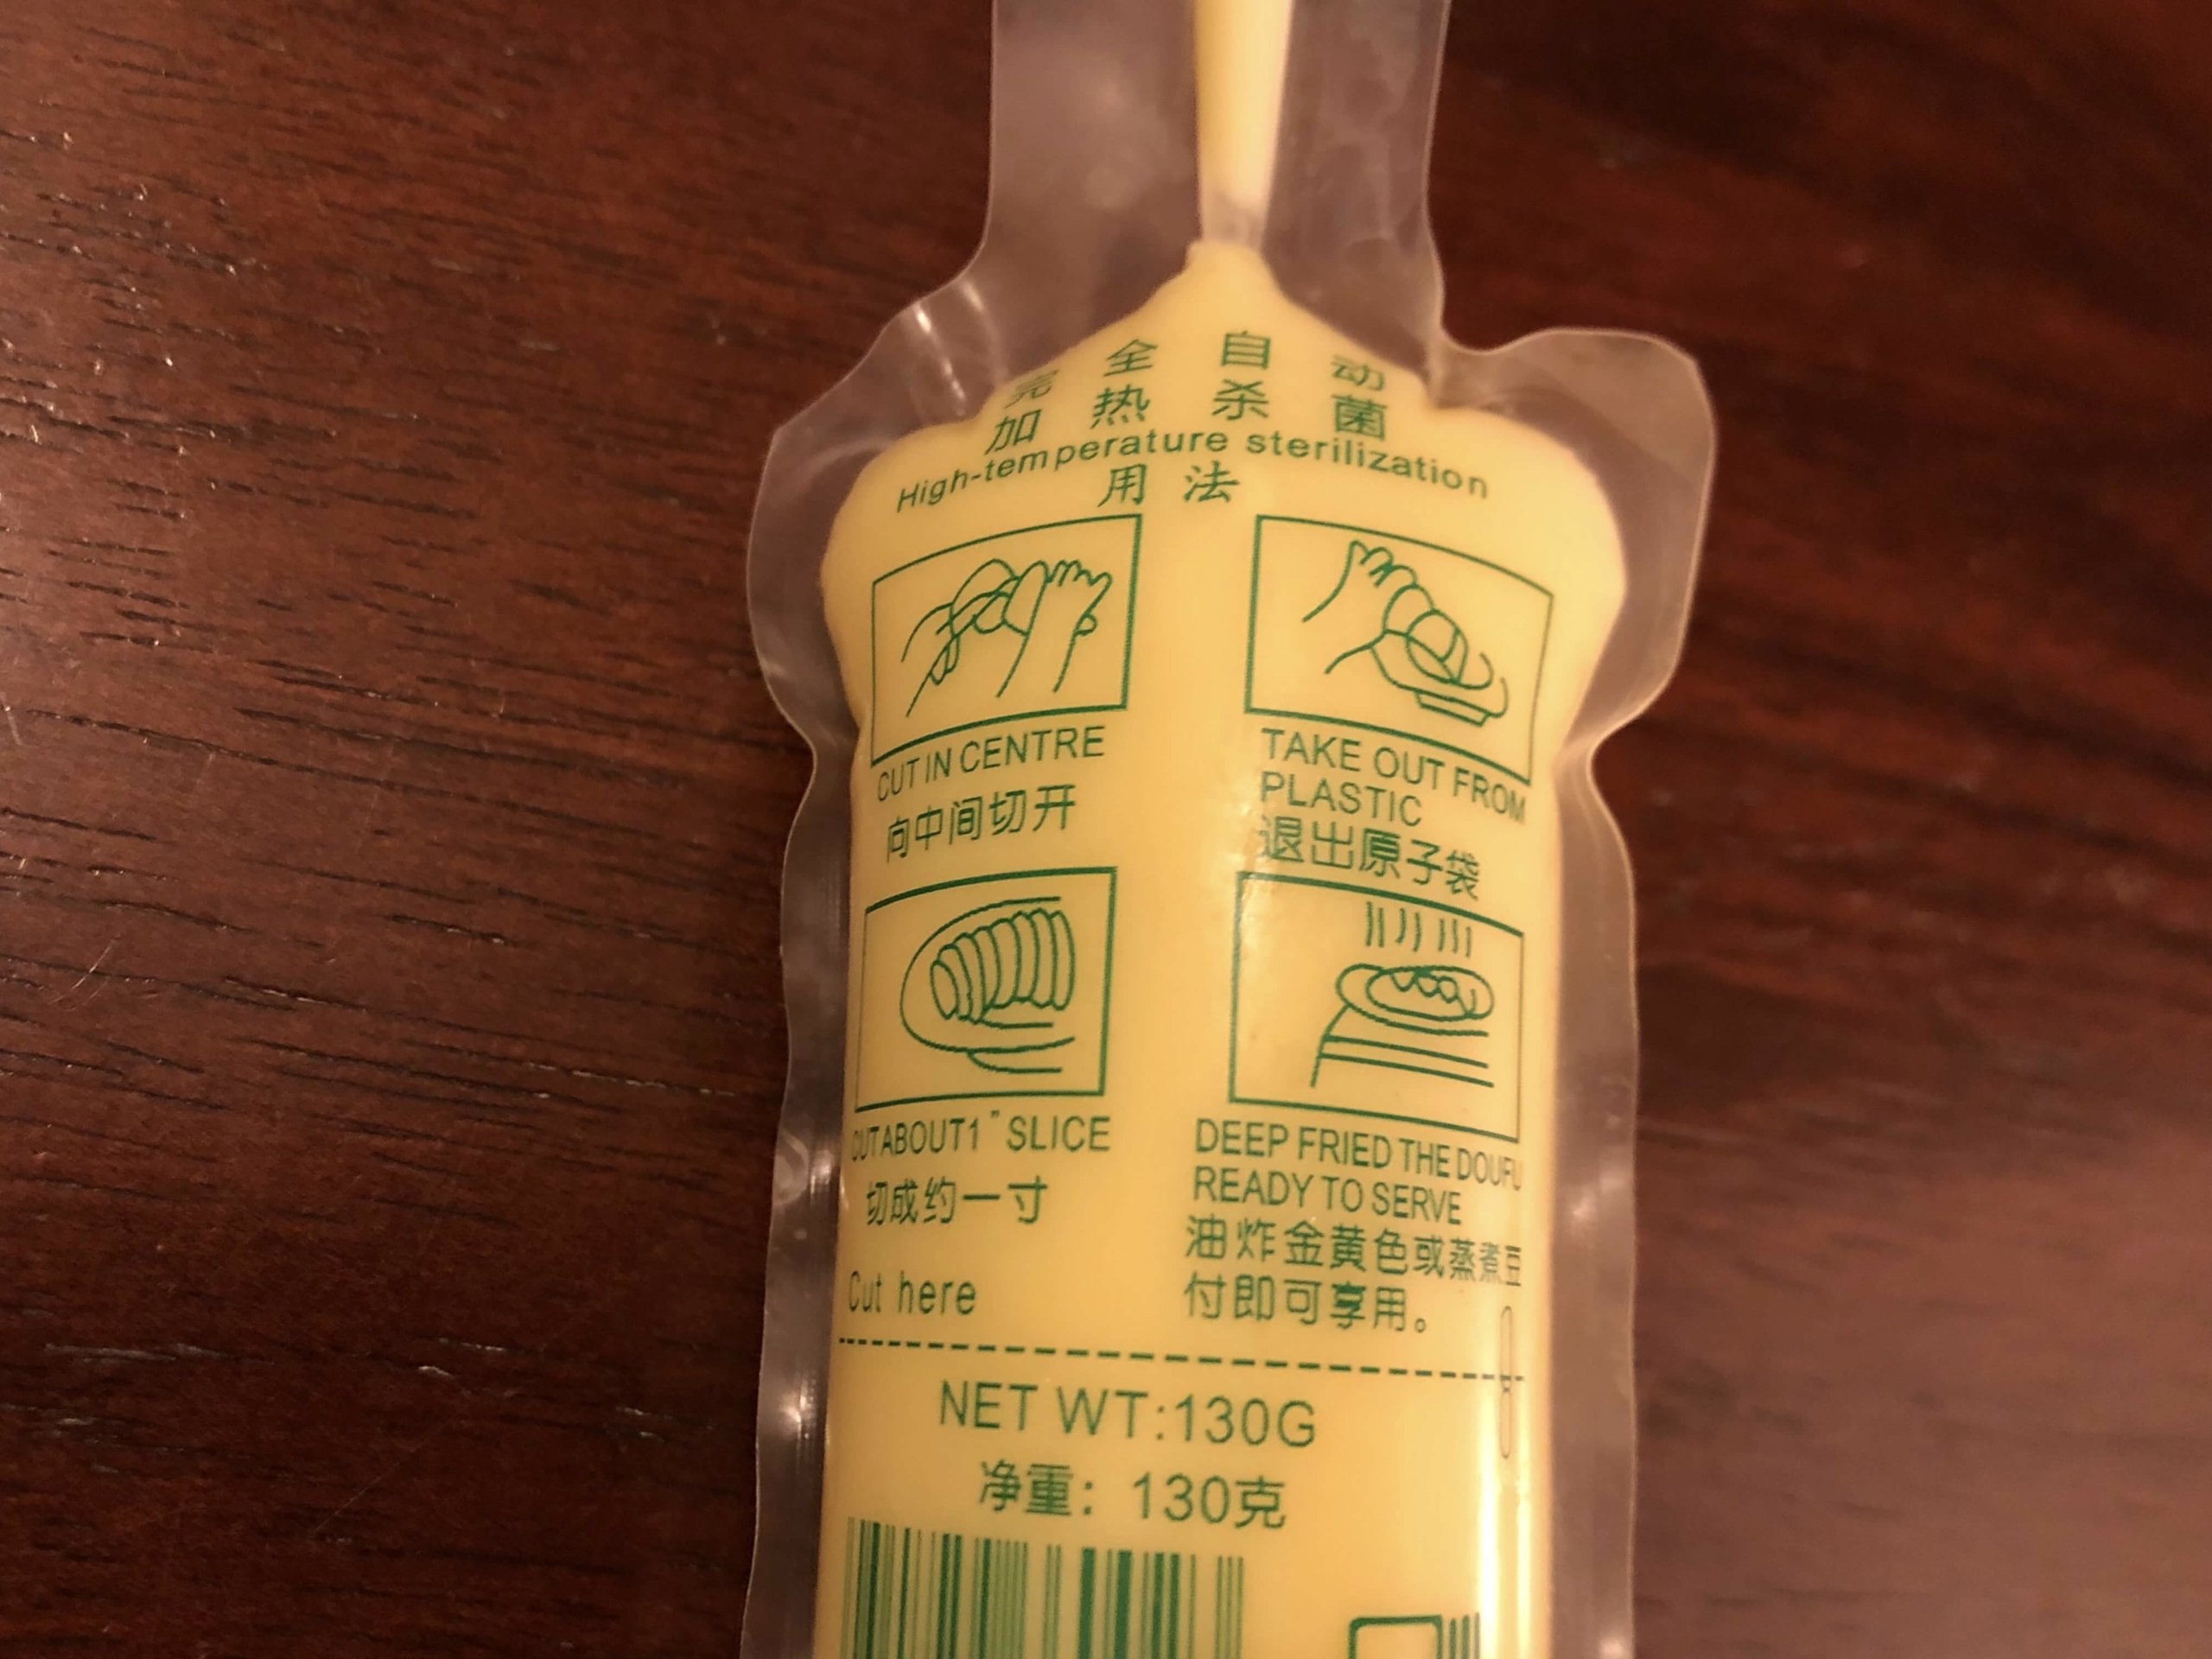 完全自动
加热杀菌
High-temperature sterilization
用法
CUT IN CENTRE
向中间切开
TAKE OUT FROM
PLASTIC
退出原子袋
CUT ABOUT 1" SLICE
切成约一寸
DEEP FRIED THE DOUFU
READY TO SERVE
油炸金黄色或蒸煮豆
付即可享用。
Cut here
NET WT:130G
净重：130克